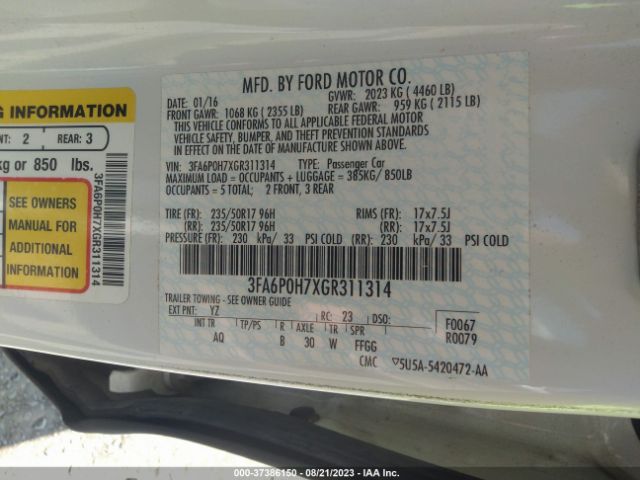 G INFORMATION
NT: 2 REAR: 3
kg or 850 lbs.
SEE OWNERS
MANUAL FOR
ADDITIONAL
INFORMATION
3FA6P0H7XGR311314
MFD. BY FORD MOTOR CO.
DATE: 01/16 GVWR: 2023 KG ( 4460 LB)
FRONT GAWR: 1068 KG ( 2355 LB) REAR GAWR: 959 KG ( 2115 LB)
THIS VEHICLE CONFORMS TO ALL APPLICABLE FEDERAL MOTOR
VEHICLE SAFETY, BUMPER, AND THEFT PREVENTION STANDARDS
IN EFFECT ON THE DATE OF MANUFACTURE SHOWN ABOVE.
VIN: 3FA6P0H7XGR311314 TYPE: Passenger Car
MAXIMUM LOAD = OCCUPANTS + LUGGAGE = 385KG/ 850LB
OCCUPANTS = 5 TOTAL; 2 FRONT, 3 REAR
TIRE (FR): 235/50R17 96H RIMS (FR): 17x7.5J
(RR): 235/50R17 96H (RR): 17x7.5J
PRESSURE (FR): 230 kPa/ 33 PSI COLD (RR): 230 kPa/ 33 PSI COLD
3FA6P0H7XGR311314
TRAILER TOWING - SEE OWNER GUIDE
EXT PNT: YZ RC: 23 DSO: F0067
R0079
INT TR TP/PS R AXLE TR SPR
AQ B 30 W FFGG
CMC ▽5U5A-5420472-AA
000-37386150 - 08/21/2023 - IAA Inc.